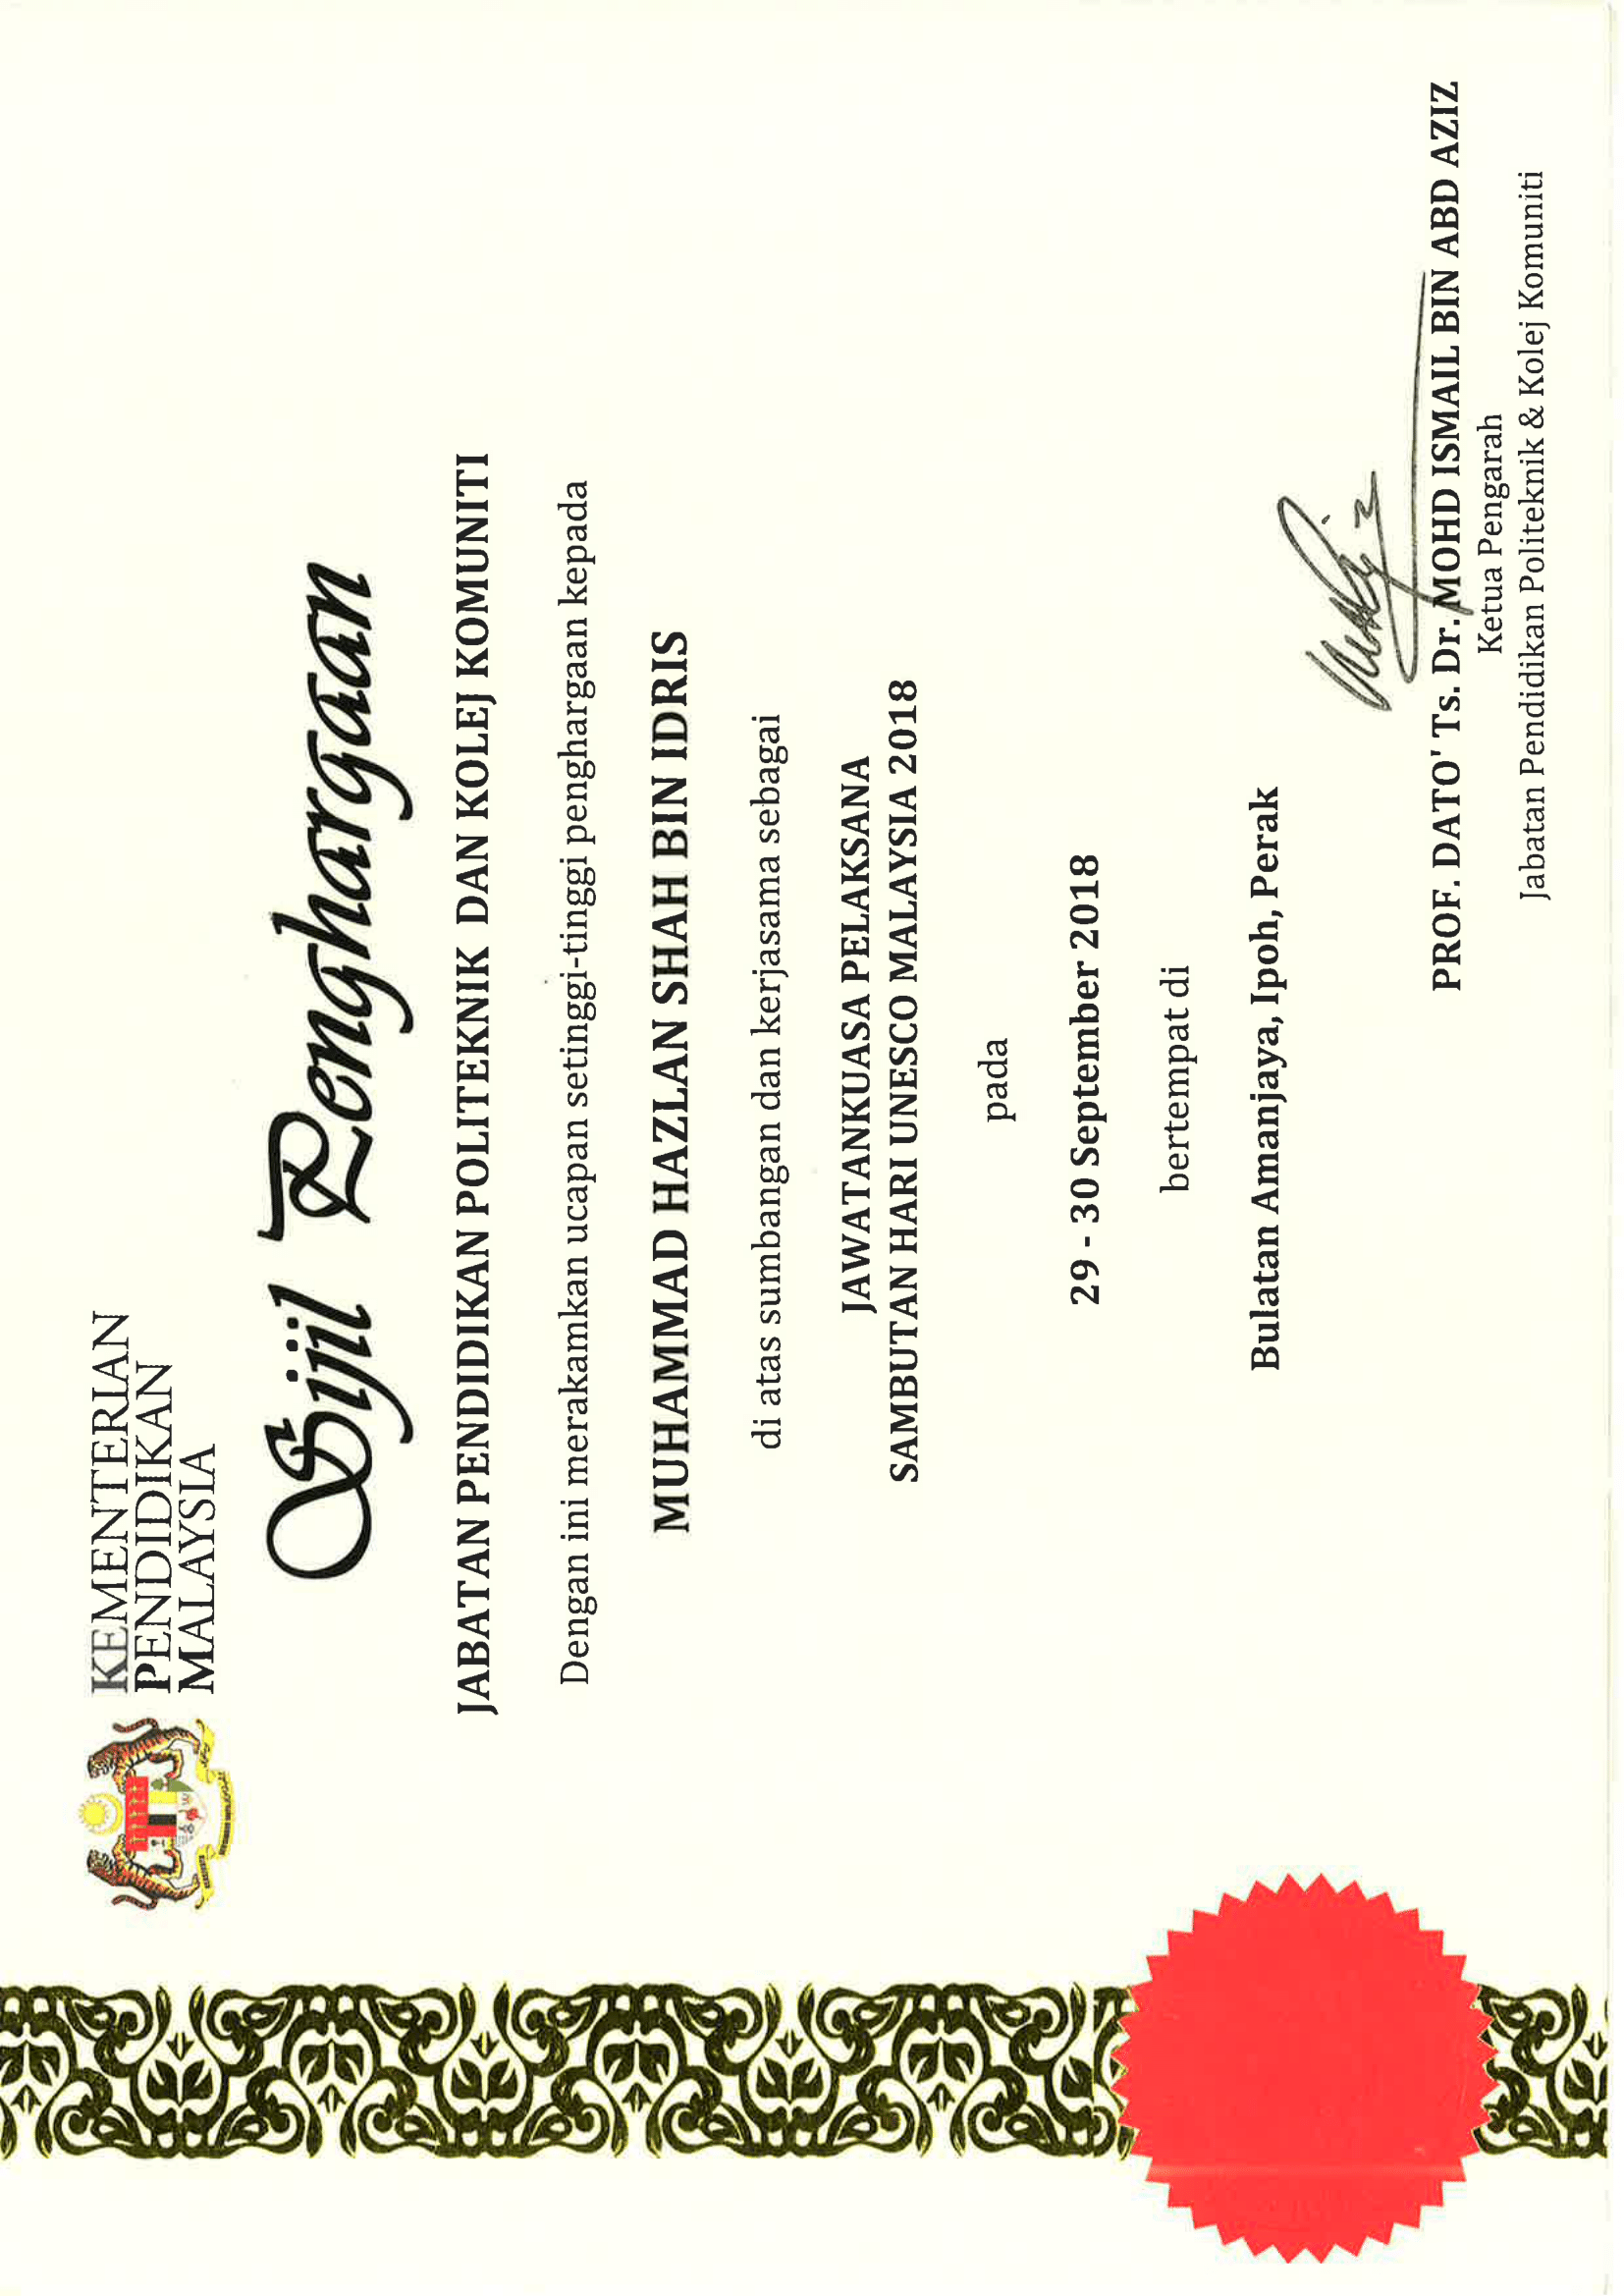 KEMENTERIAN
PENDIDIKAN
MALAYSIA
Sijil Penghargaan
JABATAN PENDIDIKAN POLITEKNIK DAN KOLEJ KOMUNITI
Dengan ini merakamkan ucapan setinggi-tinggi penghargaan kepada
MUHAMMAD HAZLAN SHAH BIN IDRIS
di atas sumbangan dan kerjasama sebagai
JAWATANKUASA PELAKSANA
SAMBUTAN HARI UNESCO MALAYSIA 2018
pada
29 - 30 September 2018
bertempat di
Bulatan Amanjaya, Ipoh, Perak
PROF. DATO' Ts. Dr. MOHD ISMAIL BIN ABD AZIZ
Ketua Pengarah
Jabatan Pendidikan Politeknik & Kolej Komuniti